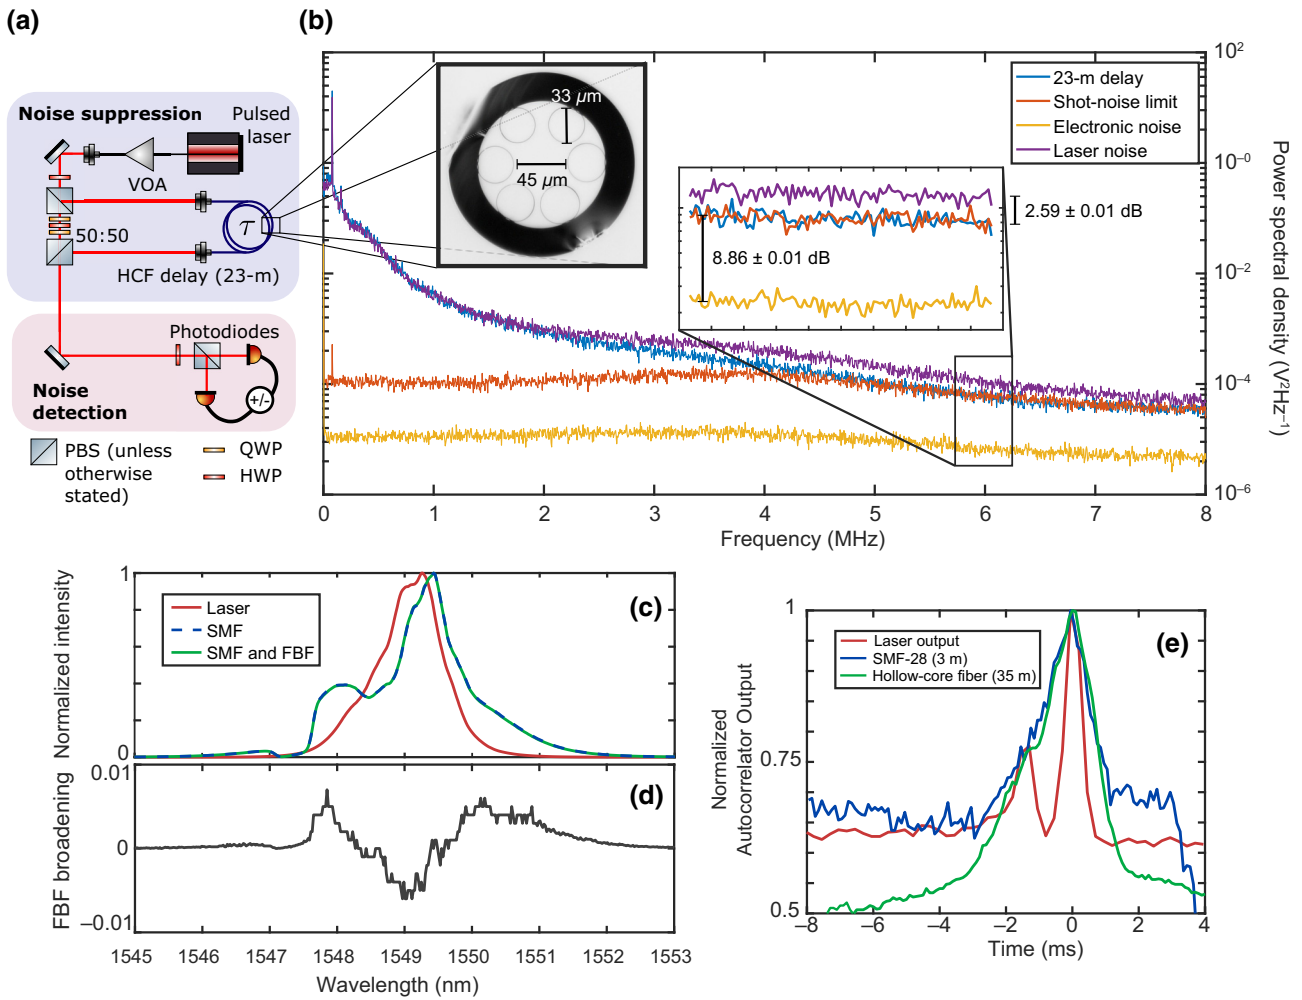 (a)
Noise suppression
Pulsed
laser
VOA
50:50
τ
HCF delay (23-m)
Photodiodes
+/-
Noise
detection
PBS (unless
otherwise
stated)
QWP
HWP
(b)
33 µm
45 µm
23-m delay
Shot-noise limit
Electronic noise
Laser noise
8.86 ± 0.01 dB
2.59 ± 0.01 dB
10²
10⁻⁰
10⁻²
10⁻⁴
10⁻⁶
Power spectral density (V²Hz⁻¹)
0 1 2 3 4 5 6 7 8
Frequency (MHz)
(c)
Normalized intensity
1
0
Laser
SMF
SMF and FBF
(d)
FBF broadening
0.01
0
−0.01
1545 1546 1547 1548 1549 1550 1551 1552 1553
Wavelength (nm)
(e)
Normalized
Autocorrelator Output
1
0.75
0.5
Laser output
SMF-28 (3 m)
Hollow-core fiber (35 m)
−8 −6 −4 −2 0 2 4
Time (ms)